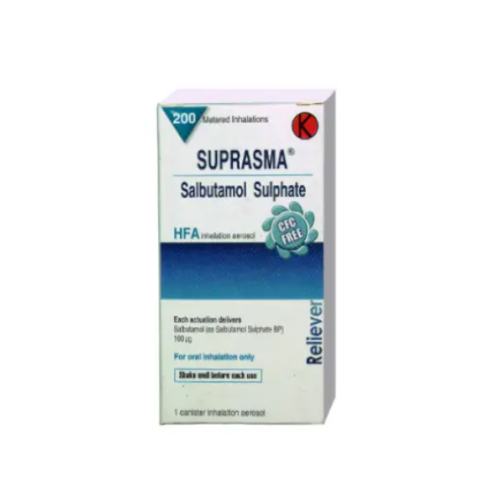 200 Metered Inhalations
K
SUPRASMA®
Salbutamol Sulphate
CFC
FREE
HFA inhalation aerosol
Each actuation delivers
Salbutamol (as Salbutamol Sulphate BP)
100 µg
For oral inhalation only
Shake well before each use
Reliever
1 canister inhalation aerosol